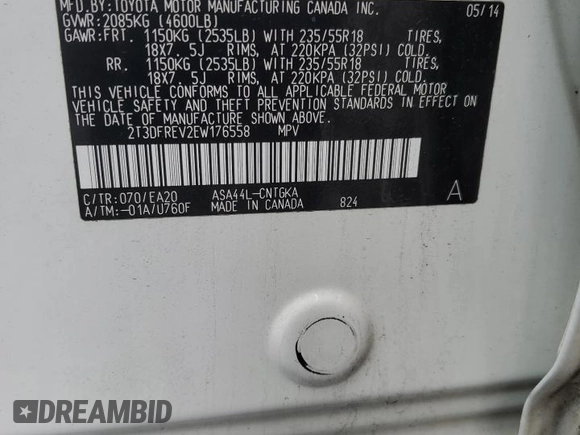 MFD.BY:TOYOTA MOTOR MANUFACTURING CANADA INC. 05/14
GVWR:2085KG (4600LB)
GAWR:FRT. 1150KG (2535LB) WITH 235/55R18 TIRES,
18X7.5J RIMS, AT 220KPA (32PSI) COLD.
RR. 1150KG (2535LB) WITH 235/55R18 TIRES,
18X7.5J RIMS, AT 220KPA (32PSI) COLD.
THIS VEHICLE CONFORMS TO ALL APPLICABLE FEDERAL MOTOR
VEHICLE SAFETY AND BUMPER STANDARDS IN EFFECT ON
THE DATE OF MANUFACTURE SHOWN ABOVE.
2T3DFREV2EW176558 MPV
C/TR:070/EA20 ASA44L-CNTGKA A
A/TM:-01A/U760F MADE IN CANADA 824
DREAMBID